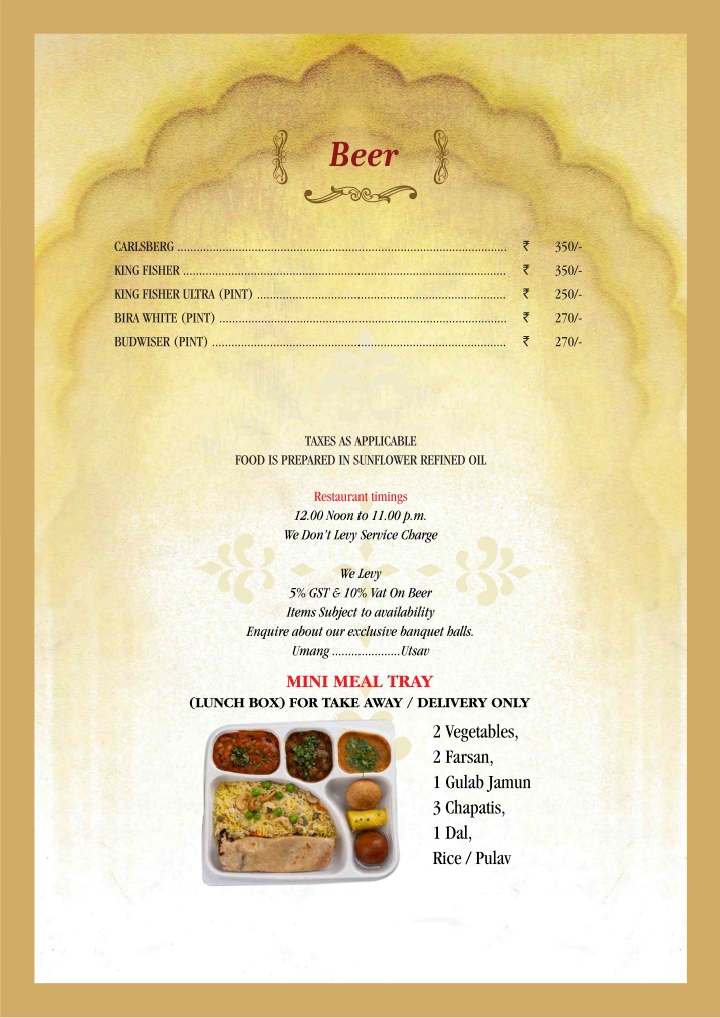 Beer
CARLSBERG ................................................ ₹ 350/-
KING FISHER ................................................ ₹ 350/-
KING FISHER ULTRA (PINT) ................................................ ₹ 250/-
BIRA WHITE (PINT) ................................................ ₹ 270/-
BUDWISER (PINT) ................................................ ₹ 270/-
TAXES AS APPLICABLE
FOOD IS PREPARED IN SUNFLOWER REFINED OIL
Restaurant timings
12.00 Noon to 11.00 p.m.
We Don't Levy Service Charge
We Levy
5% GST & 10% Vat On Beer
Items Subject to availability
Enquire about our exclusive banquet halls.
Umang .....................Utsav
MINI MEAL TRAY
(LUNCH BOX) FOR TAKE AWAY / DELIVERY ONLY
2 Vegetables,
2 Farsan,
1 Gulab Jamun
3 Chapatis,
1 Dal,
Rice / Pulav